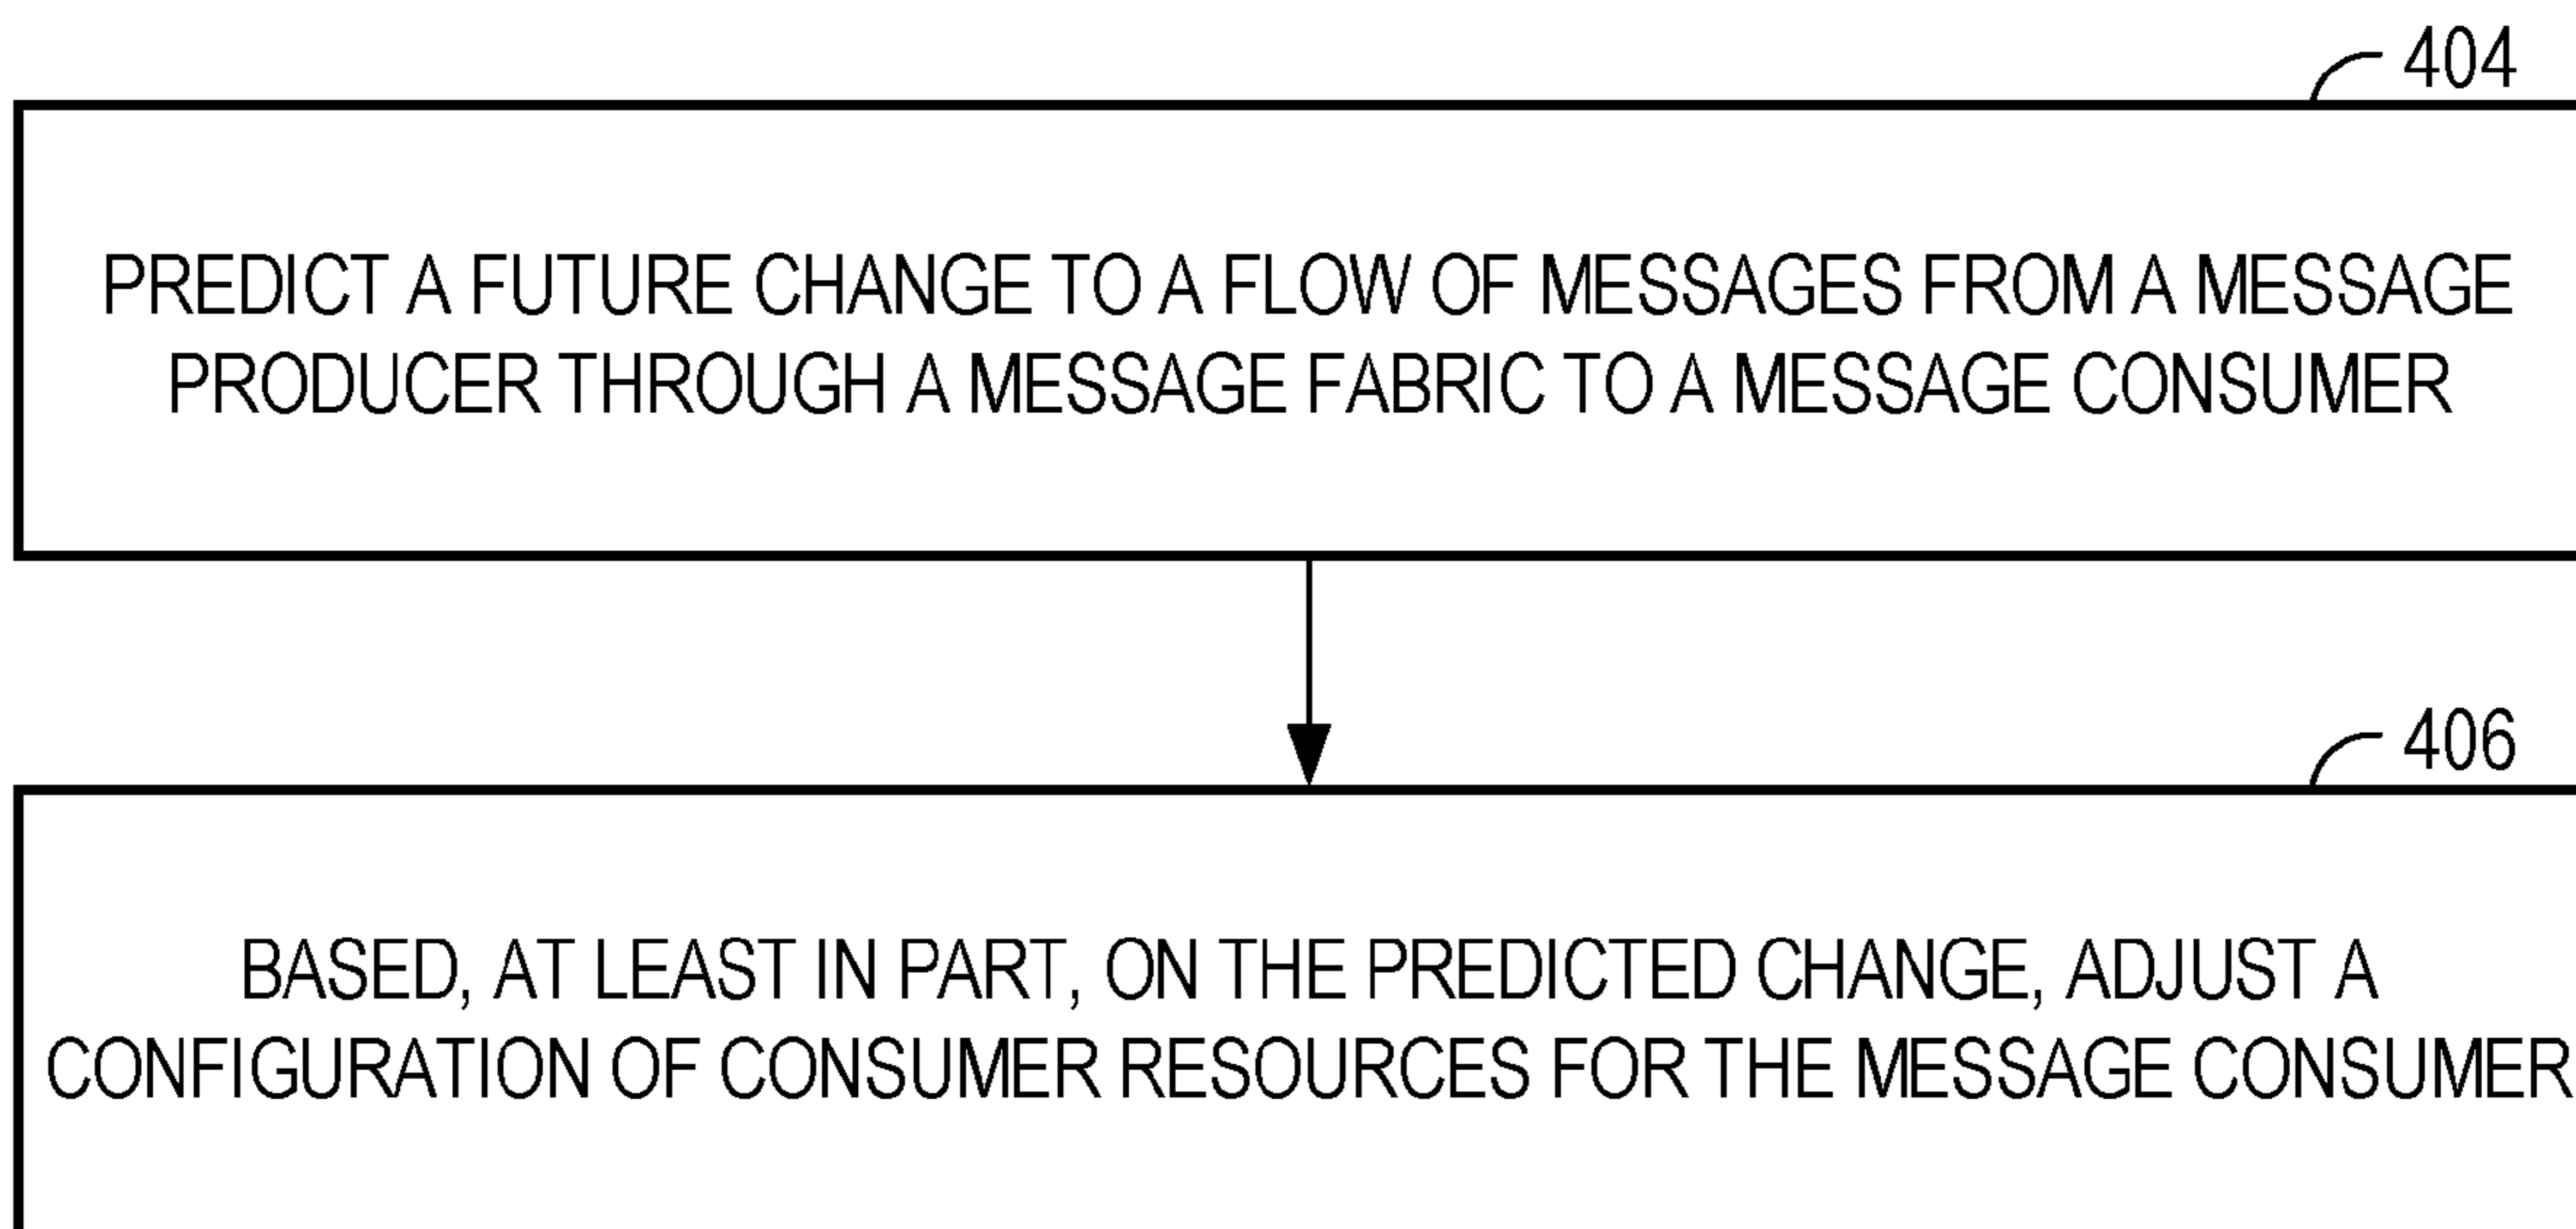 404
PREDICT A FUTURE CHANGE TO A FLOW OF MESSAGES FROM A MESSAGE
PRODUCER THROUGH A MESSAGE FABRIC TO A MESSAGE CONSUMER
406
BASED, AT LEAST IN PART, ON THE PREDICTED CHANGE, ADJUST A
CONFIGURATION OF CONSUMER RESOURCES FOR THE MESSAGE CONSUMER